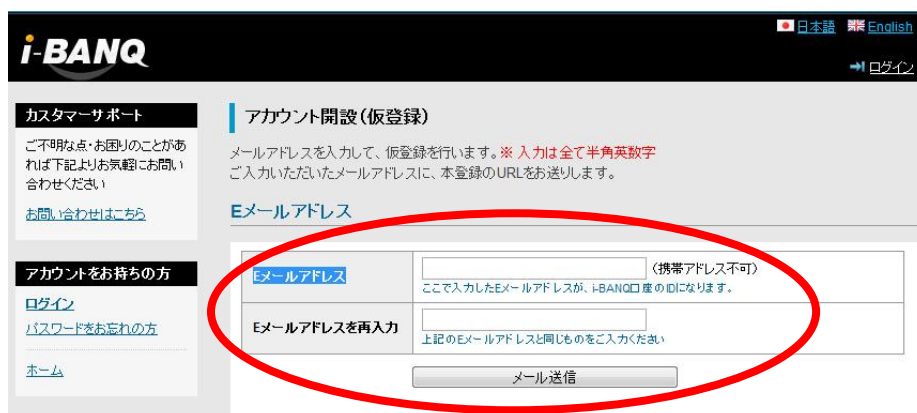 日本語 English
i-BANQ
ログイン
カスタマーサポート
ご不明な点・お困りのことがあ
れば下記よりお気軽にお問い
合わせください
お問い合わせはこちら
アカウントをお持ちの方
ログイン
パスワードをお忘れの方
ホーム
アカウント開設(仮登録)
メールアドレスを入力して、仮登録を行います。※ 入力は全て半角英数字
ご入力いただいたメールアドレスに、本登録のURLをお送りします。
Eメールアドレス
Eメールアドレス (携帯アドレス不可)
ここで入力したEメールアドレスが、i-BANQ口座のIDになります。
Eメールアドレスを再入力
上記のEメールアドレスと同じものをご入力ください
メール送信